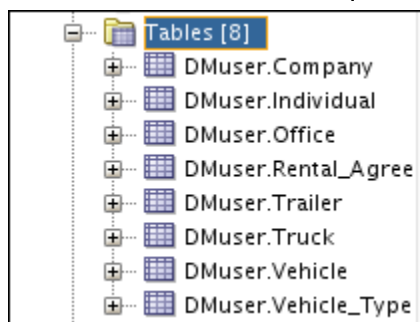 Tables [8]
DMuser.Company
DMuser.Individual
DMuser.Office
DMuser.Rental_Agree
DMuser.Trailer
DMuser.Truck
DMuser.Vehicle
DMuser.Vehicle_Type